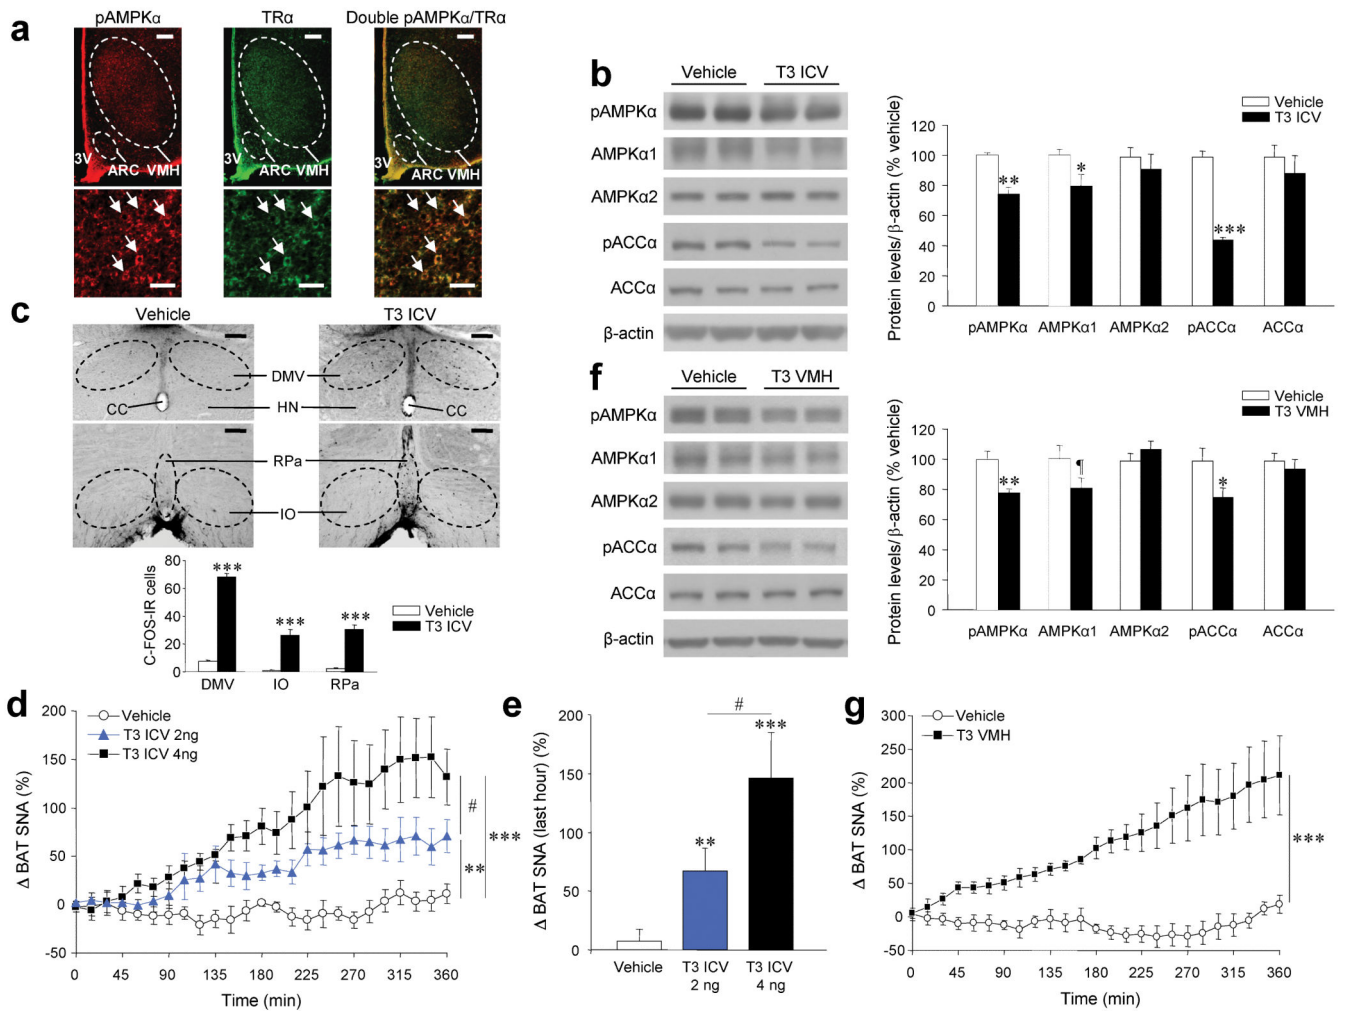 a
pAMPKα
TRα
Double pAMPKα/TRα
3V
ARC VMH
3V
ARC VMH
3V
ARC VMH
b
Vehicle
T3 ICV
pAMPKα
AMPKα1
AMPKα2
pACCα
ACCα
β-actin
Protein levels/β-actin (% vehicle)
Vehicle
T3 ICV
120
100
80
60
40
20
0
**
*
***
pAMPKα
AMPKα1
AMPKα2
pACCα
ACCα
c
Vehicle
T3 ICV
DMV
CC
HN
CC
RPa
IO
C-FOS-IR cells
80
60
40
20
0
***
***
***
Vehicle
T3 ICV
DMV
IO
RPa
f
Vehicle
T3 VMH
pAMPKα
AMPKα1
AMPKα2
pACCα
ACCα
β-actin
Protein levels/β-actin (% vehicle)
Vehicle
T3 VMH
120
100
80
60
40
20
0
**
¶
*
pAMPKα
AMPKα1
AMPKα2
pACCα
ACCα
d
Δ BAT SNA (%)
200
150
100
50
0
-50
Vehicle
T3 ICV 2ng
T3 ICV 4ng
#
***
**
0
45
90
135
180
225
270
315
360
Time (min)
e
Δ BAT SNA (last hour) (%)
200
150
100
50
0
#
***
**
Vehicle
T3 ICV
2 ng
T3 ICV
4 ng
g
Δ BAT SNA (%)
300
250
200
150
100
50
0
-50
Vehicle
T3 VMH
***
0
45
90
135
180
225
270
315
360
Time (min)